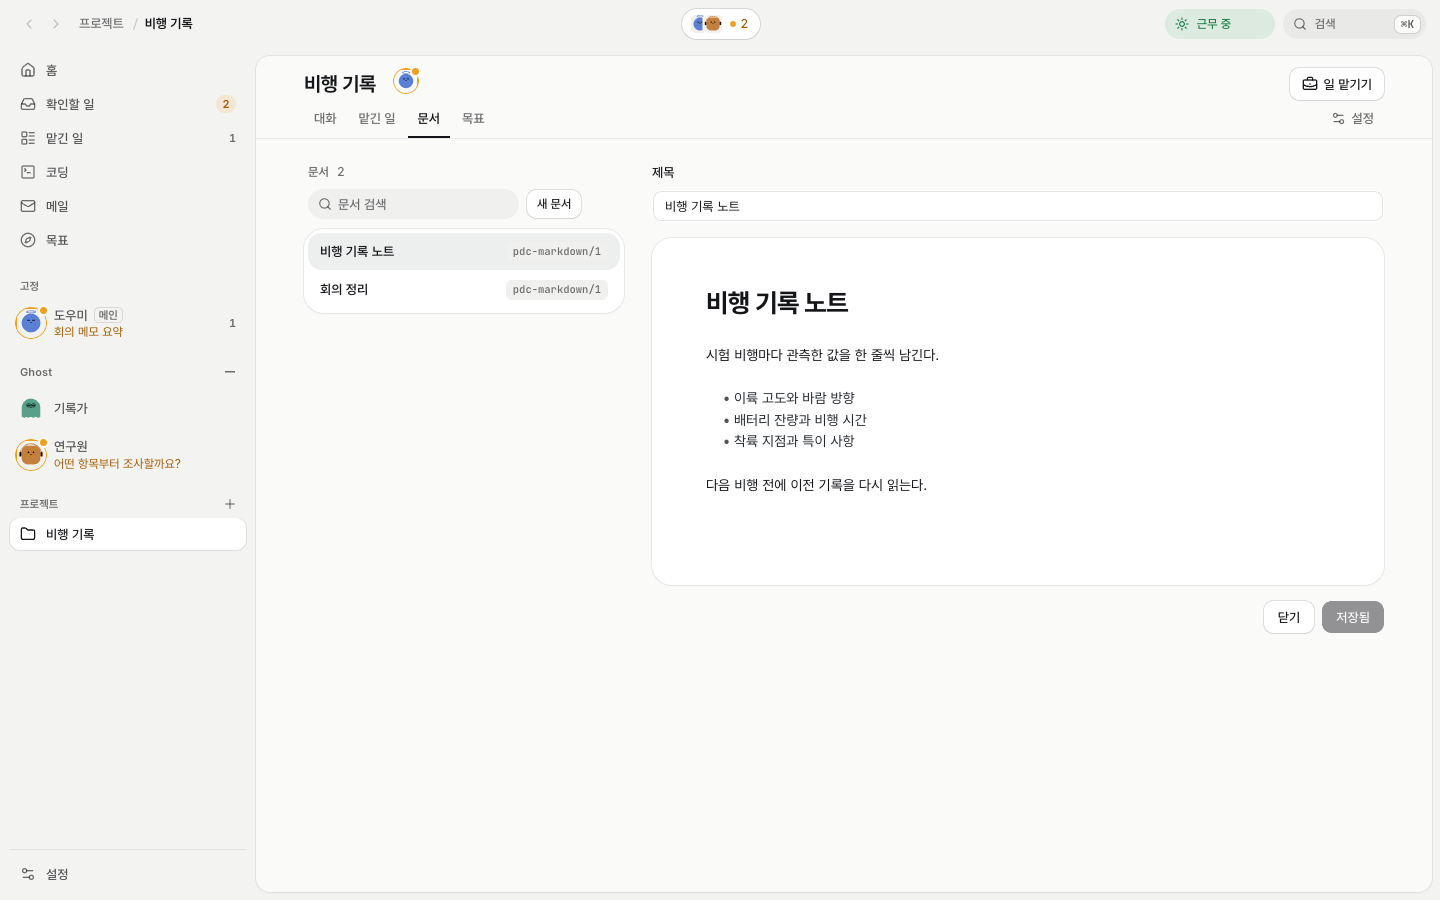 프로젝트 / 비행 기록
2
근무 중
검색
⌘K
홈
확인할 일
2
맡긴 일
1
코딩
메일
목표
고정
도우미 메인
회의 메모 요약
1
Ghost
기록가
연구원
어떤 항목부터 조사할까요?
프로젝트
비행 기록
설정
비행 기록
일 맡기기
대화
맡긴 일
문서
목표
설정
문서 2
문서 검색
새 문서
비행 기록 노트
pdc-markdown/1
회의 정리
pdc-markdown/1
제목
비행 기록 노트
비행 기록 노트
시험 비행마다 관측한 값을 한 줄씩 남긴다.
• 이륙 고도와 바람 방향
• 배터리 잔량과 비행 시간
• 착륙 지점과 특이 사항
다음 비행 전에 이전 기록을 다시 읽는다.
닫기
저장됨